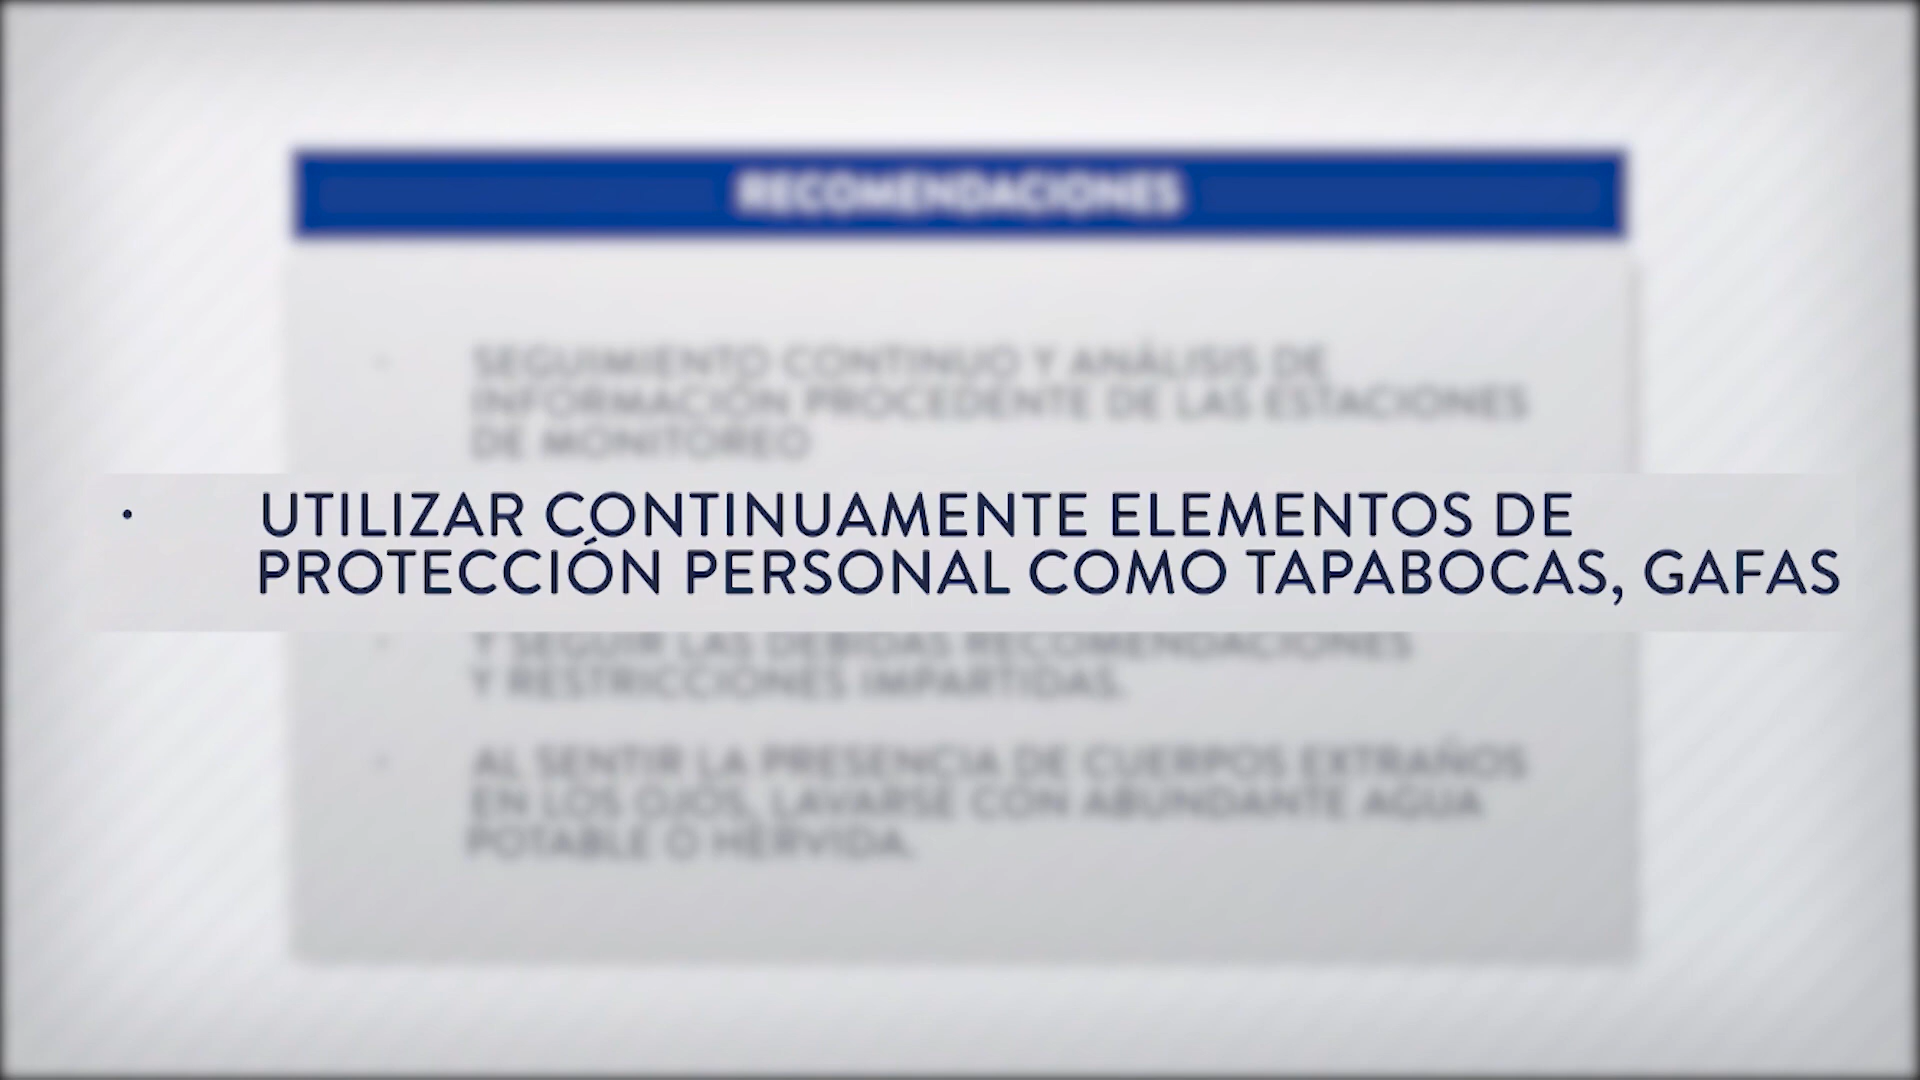 RECOMENDACIONES
· SEGUIMIENTO CONTINUO Y ANÁLISIS DE
INFORMACIÓN PROCEDENTE DE LAS ESTACIONES
DE MONITOREO
· UTILIZAR CONTINUAMENTE ELEMENTOS DE
PROTECCIÓN PERSONAL COMO TAPABOCAS, GAFAS
· Y SEGUIR LAS DEBIDAS RECOMENDACIONES
Y RESTRICCIONES IMPARTIDAS.
· AL SENTIR LA PRESENCIA DE CUERPOS EXTRAÑOS
EN LOS OJOS, LAVARSE CON ABUNDANTE AGUA
POTABLE O HERVIDA.